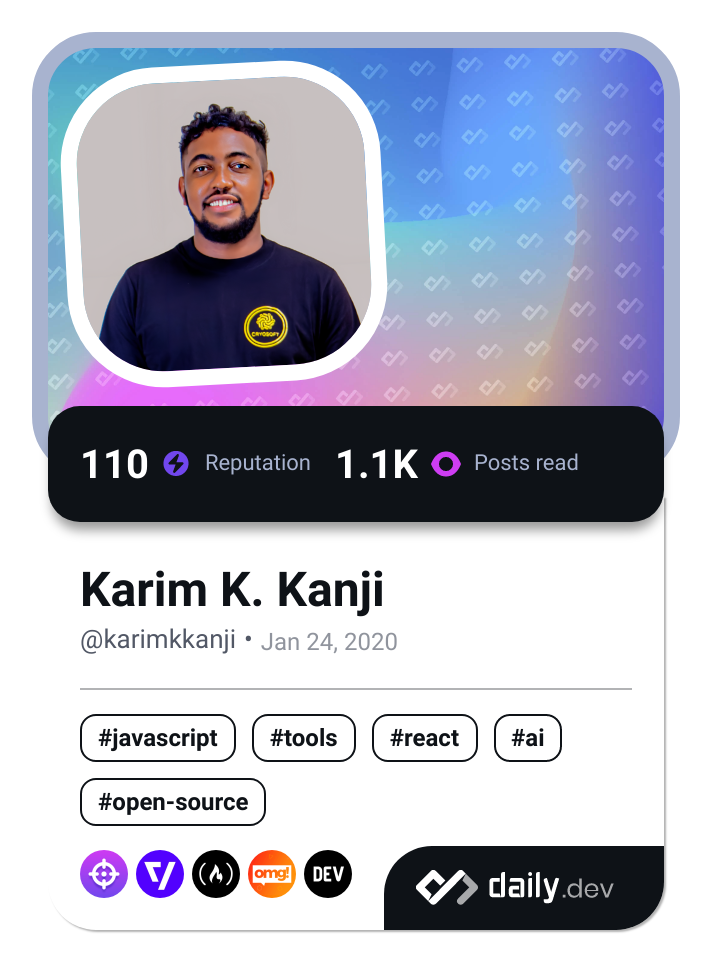 CRYOSOFT
110 Reputation 1.1K Posts read
Karim K. Kanji
@karimkkanji • Jan 24, 2020
#javascript #tools #react #ai
#open-source
omg! DEV
daily.dev